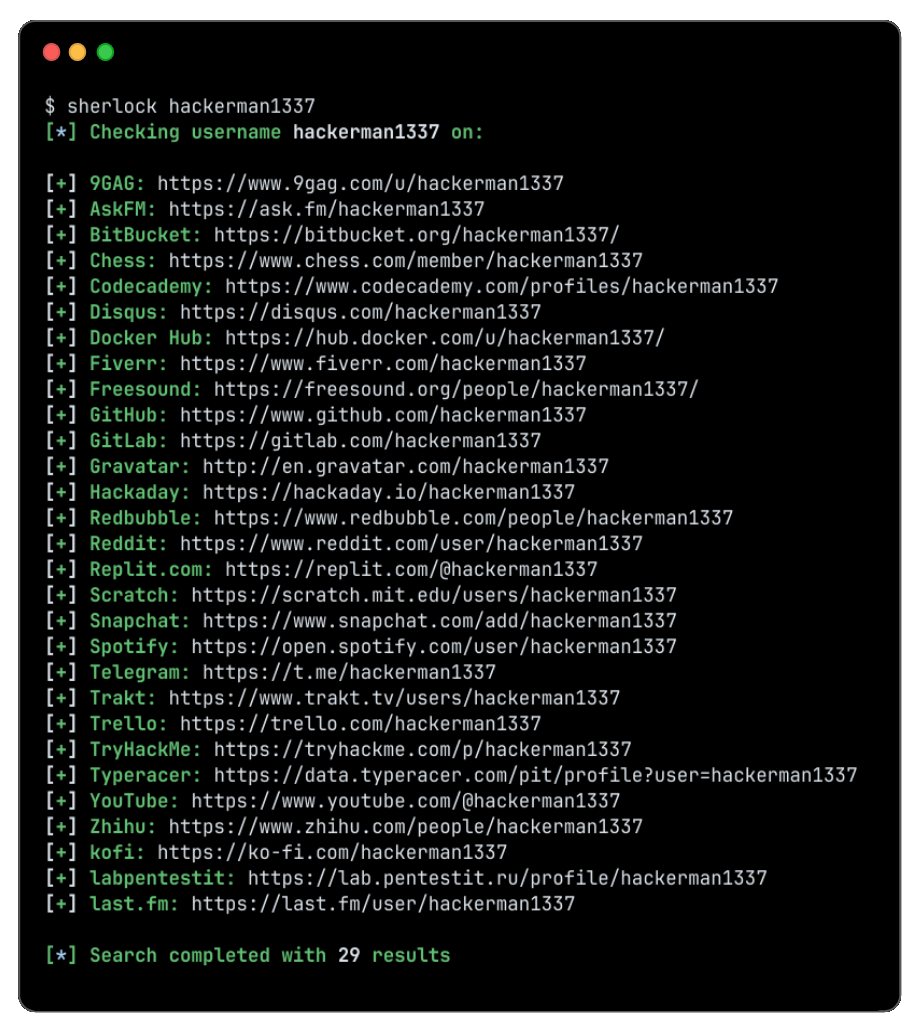 $ sherlock hackerman1337
[*] Checking username hackerman1337 on:
[+] 9GAG: https://www.9gag.com/u/hackerman1337
[+] AskFM: https://ask.fm/hackerman1337
[+] BitBucket: https://bitbucket.org/hackerman1337/
[+] Chess: https://www.chess.com/member/hackerman1337
[+] Codecademy: https://www.codecademy.com/profiles/hackerman1337
[+] Disqus: https://disqus.com/hackerman1337
[+] Docker Hub: https://hub.docker.com/u/hackerman1337/
[+] Fiverr: https://www.fiverr.com/hackerman1337
[+] Freesound: https://freesound.org/people/hackerman1337/
[+] GitHub: https://www.github.com/hackerman1337
[+] GitLab: https://gitlab.com/hackerman1337
[+] Gravatar: http://en.gravatar.com/hackerman1337
[+] Hackaday: https://hackaday.io/hackerman1337
[+] Redbubble: https://www.redbubble.com/people/hackerman1337
[+] Reddit: https://www.reddit.com/user/hackerman1337
[+] Replit.com: https://replit.com/@hackerman1337
[+] Scratch: https://scratch.mit.edu/users/hackerman1337
[+] Snapchat: https://www.snapchat.com/add/hackerman1337
[+] Spotify: https://open.spotify.com/user/hackerman1337
[+] Telegram: https://t.me/hackerman1337
[+] Trakt: https://www.trakt.tv/users/hackerman1337
[+] Trello: https://trello.com/hackerman1337
[+] TryHackMe: https://tryhackme.com/p/hackerman1337
[+] Typeracer: https://data.typeracer.com/pit/profile?user=hackerman1337
[+] YouTube: https://www.youtube.com/@hackerman1337
[+] Zhihu: https://www.zhihu.com/people/hackerman1337
[+] kofi: https://ko-fi.com/hackerman1337
[+] labpentestit: https://lab.pentestit.ru/profile/hackerman1337
[+] last.fm: https://last.fm/user/hackerman1337
[*] Search completed with 29 results